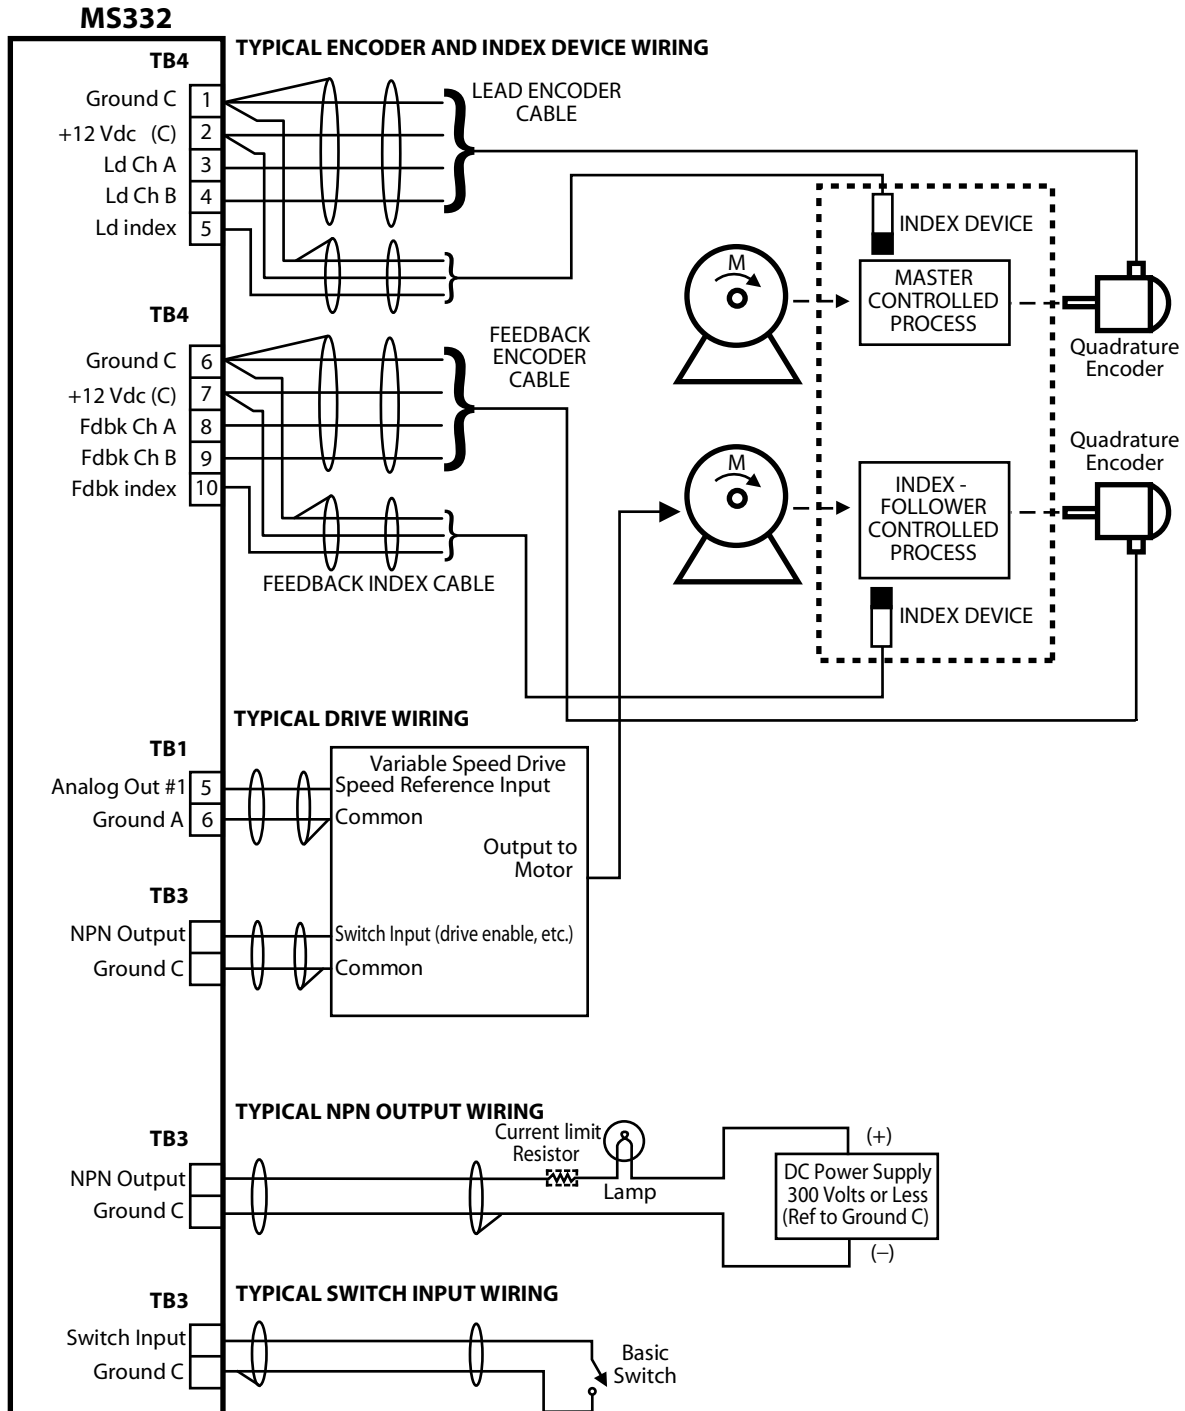 MS332
TYPICAL ENCODER AND INDEX DEVICE WIRING
TB4
Ground C 1
+12 Vdc (C) 2
Ld Ch A 3
Ld Ch B 4
Ld index 5
LEAD ENCODER
CABLE
INDEX DEVICE
M
MASTER
CONTROLLED
PROCESS
Quadrature
Encoder
TB4
Ground C 6
+12 Vdc (C) 7
Fdbk Ch A 8
Fdbk Ch B 9
Fdbk index 10
FEEDBACK
ENCODER
CABLE
FEEDBACK INDEX CABLE
M
INDEX -
FOLLOWER
CONTROLLED
PROCESS
Quadrature
Encoder
INDEX DEVICE
TYPICAL DRIVE WIRING
TB1
Analog Out #1 5
Ground A 6
Variable Speed Drive
Speed Reference Input
Common
Output to
Motor
TB3
NPN Output
Ground C
Switch Input (drive enable, etc.)
Common
TYPICAL NPN OUTPUT WIRING
TB3
NPN Output
Ground C
Current limit
Resistor
Lamp
(+)
DC Power Supply
300 Volts or Less
(Ref to Ground C)
(−)
TYPICAL SWITCH INPUT WIRING
TB3
Switch Input
Ground C
Basic
Switch